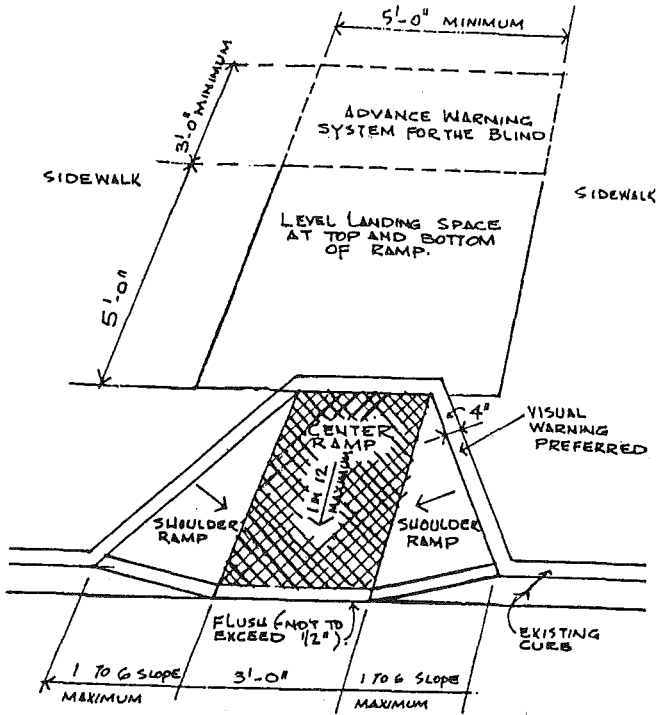 5'-0" MINIMUM
3'-0" MINIMUM
ADVANCE WARNING
SYSTEM FOR THE BLIND
SIDEWALK
SIDEWALK
LEVEL LANDING SPACE
AT TOP AND BOTTOM
OF RAMP.
5'-0"
4"
VISUAL
WARNING
PREFERRED
CENTER
RAMP
1 IN 12
MAXIMUM
SHOULDER
RAMP
SHOULDER
RAMP
FLUSH (NOT TO
EXCEED 1/2")
EXISTING
CURB
1 TO 6 SLOPE
MAXIMUM
3'-0"
1 TO 6 SLOPE
MAXIMUM